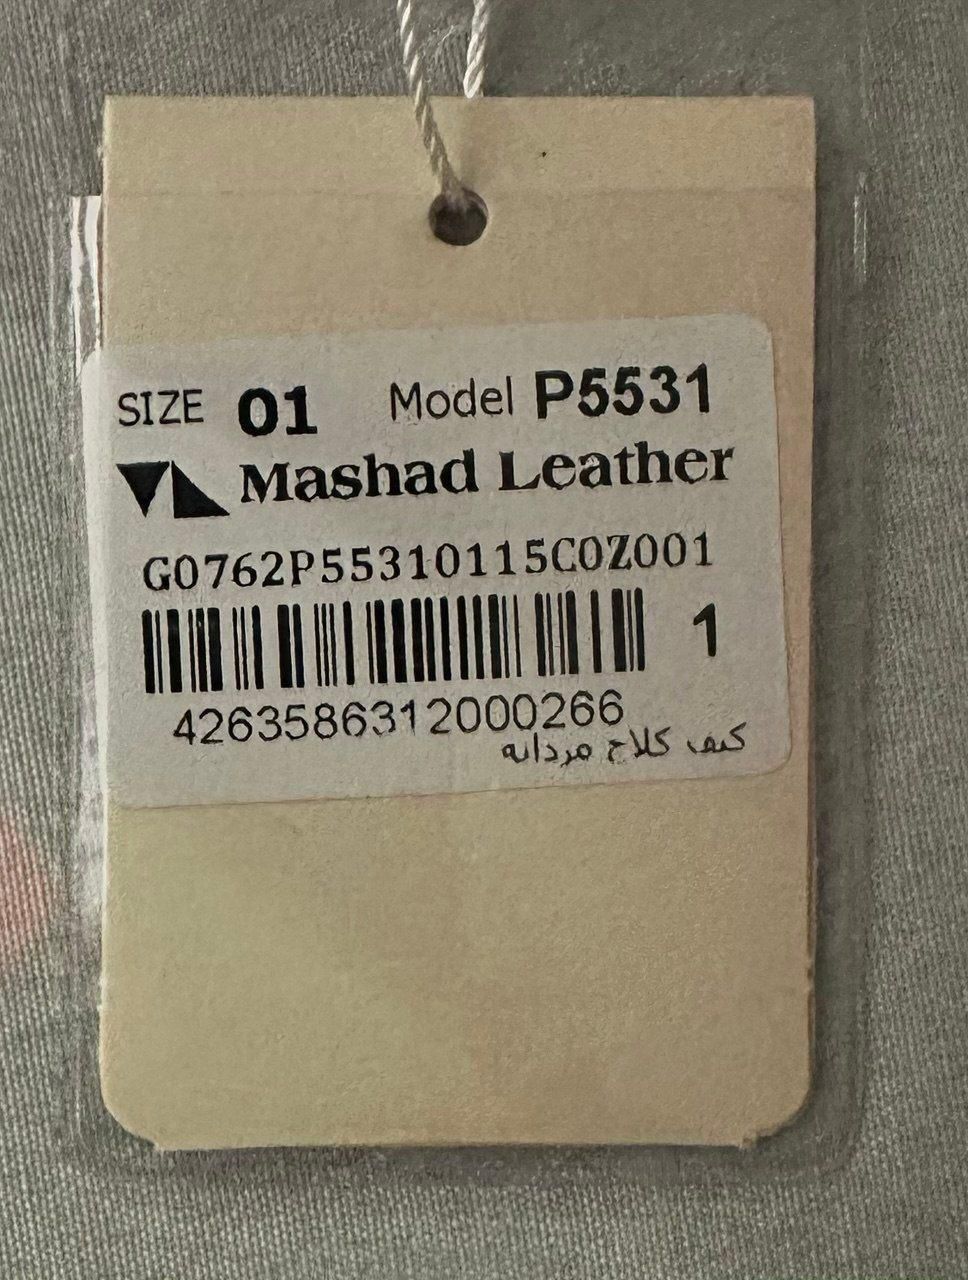 SIZE 01 Model P5531
Mashad Leather
G0762P55310115C0Z001
1
4263586312000266
کیف کلاج مردانه